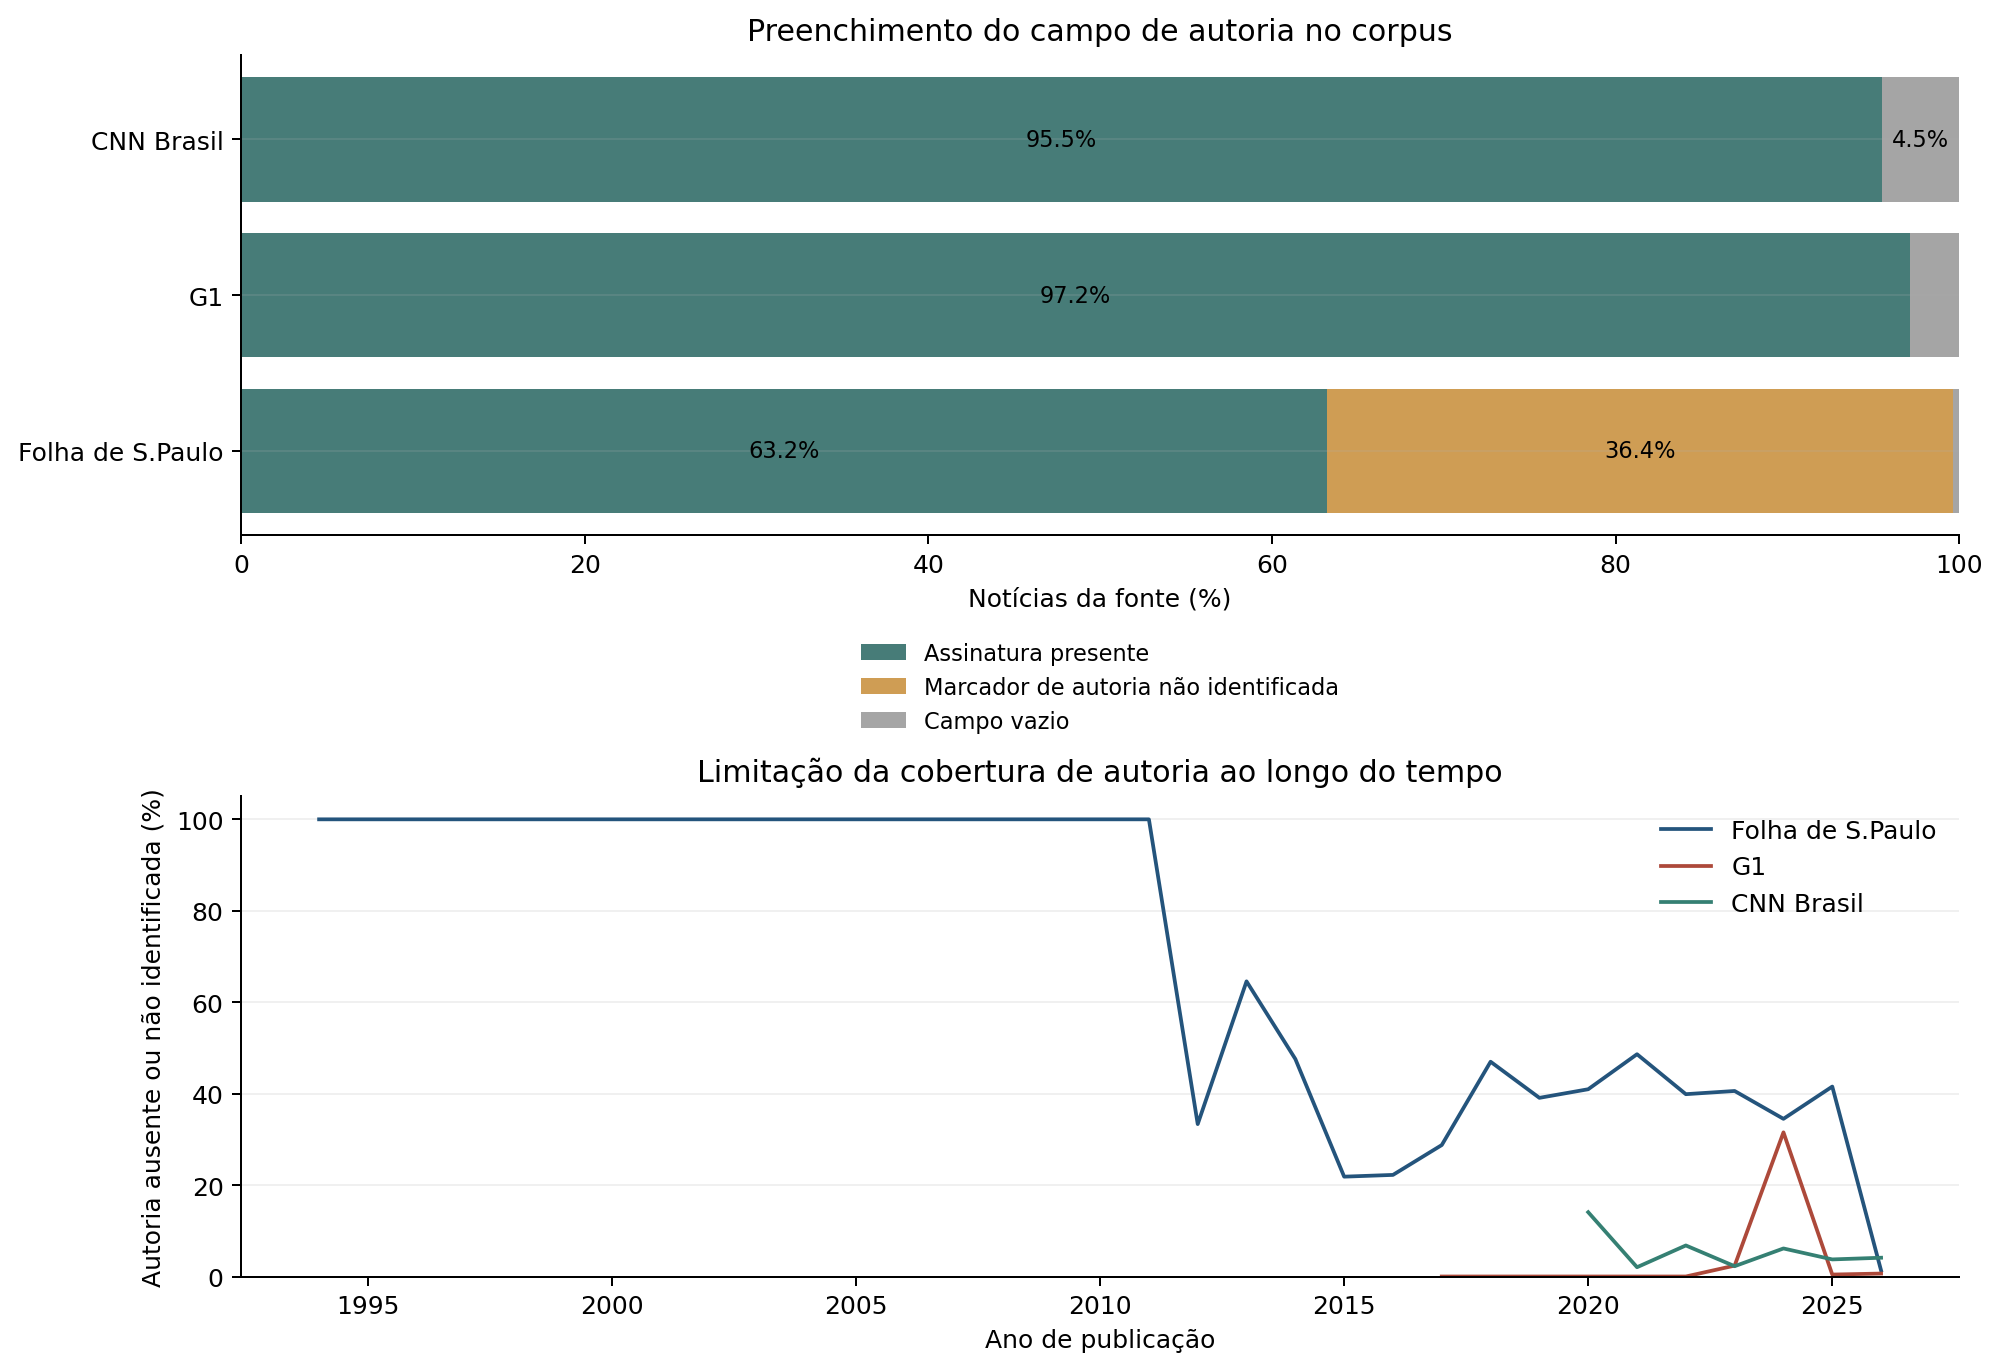 Preenchimento do campo de autoria no corpus
CNN Brasil
95.5%
4.5%
G1
97.2%
Folha de S.Paulo
63.2%
36.4%
0
20
40
60
80
100
Notícias da fonte (%)
Assinatura presente
Marcador de autoria não identificada
Campo vazio
Limitação da cobertura de autoria ao longo do tempo
Autoria ausente ou não identificada (%)
100
80
60
40
20
0
Folha de S.Paulo
G1
CNN Brasil
1995
2000
2005
2010
2015
2020
2025
Ano de publicação